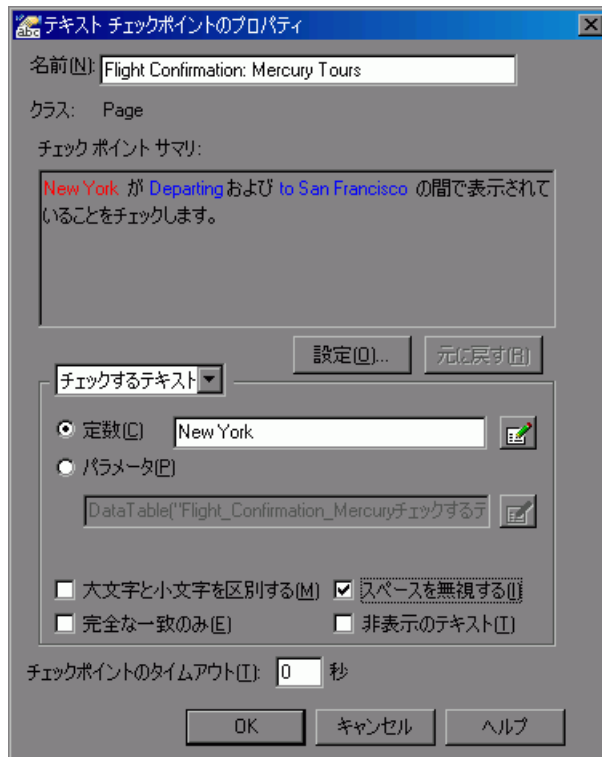 テキスト チェックポイントのプロパティ
名前(N): Flight Confirmation: Mercury Tours
クラス: Page
チェック ポイント サマリ:
New York が Departing および to San Francisco の間で表示されて
いることをチェックします。
設定(O)... 元に戻す(R)
チェックするテキスト
定数(C) New York
パラメータ(P)
DataTable("Flight_Confirmation_Mercuryチェックするテ
大文字と小文字を区別する(M) スペースを無視する(I)
完全な一致のみ(E) 非表示のテキスト(T)
チェックポイントのタイムアウト(T): 0 秒
OK キャンセル ヘルプ